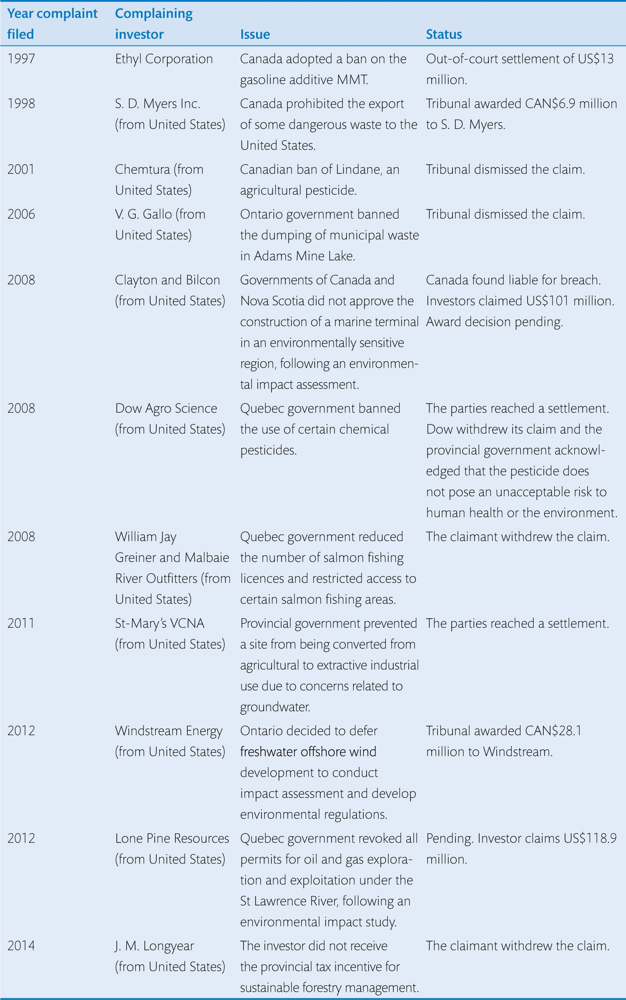 Year complaint filed | Complaining investor | Issue | Status
1997 | Ethyl Corporation | Canada adopted a ban on the gasoline additive MMT. | Out-of-court settlement of US$13 million.
1998 | S. D. Myers Inc. (from United States) | Canada prohibited the export of some dangerous waste to the United States. | Tribunal awarded CAN$6.9 million to S. D. Myers.
2001 | Chemtura (from United States) | Canadian ban of Lindane, an agricultural pesticide. | Tribunal dismissed the claim.
2006 | V. G. Gallo (from United States) | Ontario government banned the dumping of municipal waste in Adams Mine Lake. | Tribunal dismissed the claim.
2008 | Clayton and Bilcon (from United States) | Governments of Canada and Nova Scotia did not approve the construction of a marine terminal in an environmentally sensitive region, following an environmen-tal impact assessment. | Canada found liable for breach. Investors claimed US$101 million. Award decision pending.
2008 | Dow Agro Science (from United States) | Quebec government banned the use of certain chemical pesticides. | The parties reached a settlement. Dow withdrew its claim and the provincial government acknowl-edged that the pesticide does not pose an unacceptable risk to human health or the environment.
2008 | William Jay Greiner and Malbaie River Outfitters (from United States) | Quebec government reduced the number of salmon fishing licences and restricted access to certain salmon fishing areas. | The claimant withdrew the claim.
2011 | St-Mary's VCNA (from United States) | Provincial government prevented a site from being converted from agricultural to extractive industrial use due to concerns related to groundwater. | The parties reached a settlement.
2012 | Windstream Energy (from United States) | Ontario decided to defer freshwater offshore wind development to conduct impact assessment and develop environmental regulations. | Tribunal awarded CAN$28.1 million to Windstream.
2012 | Lone Pine Resources (from United States) | Quebec government revoked all permits for oil and gas explora-tion and exploitation under the St Lawrence River, following an environmental impact study. | Pending. Investor claims US$118.9 million.
2014 | J. M. Longyear (from United States) | The investor did not receive the provincial tax incentive for sustainable forestry management. | The claimant withdrew the claim.